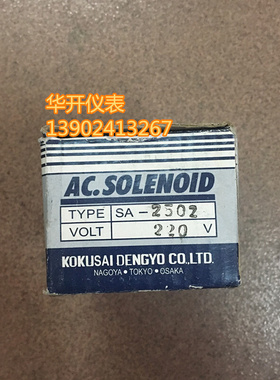 华开仪表
13902413267
AC.SOLENOID
TYPE SA-2502
VOLT 220 V
KOKUSAI DENGYO CO.LTD.
NAGOYA • TOKYO • OSAKA